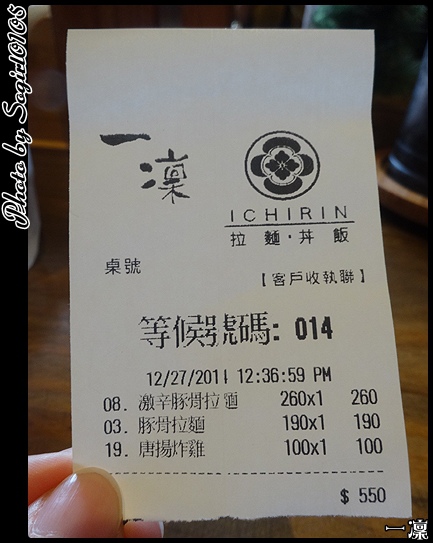 Photo by Sogir10105
一凜
ICHIRIN
拉麵·丼飯
桌號
【客戶收執聯】
等候號碼: 014
12/27/2011 12:36:59 PM
08. 激辛豚骨拉麵 260x1 260
03. 豚骨拉麵 190x1 190
19. 唐揚炸雞 100x1 100
$ 550
一凜